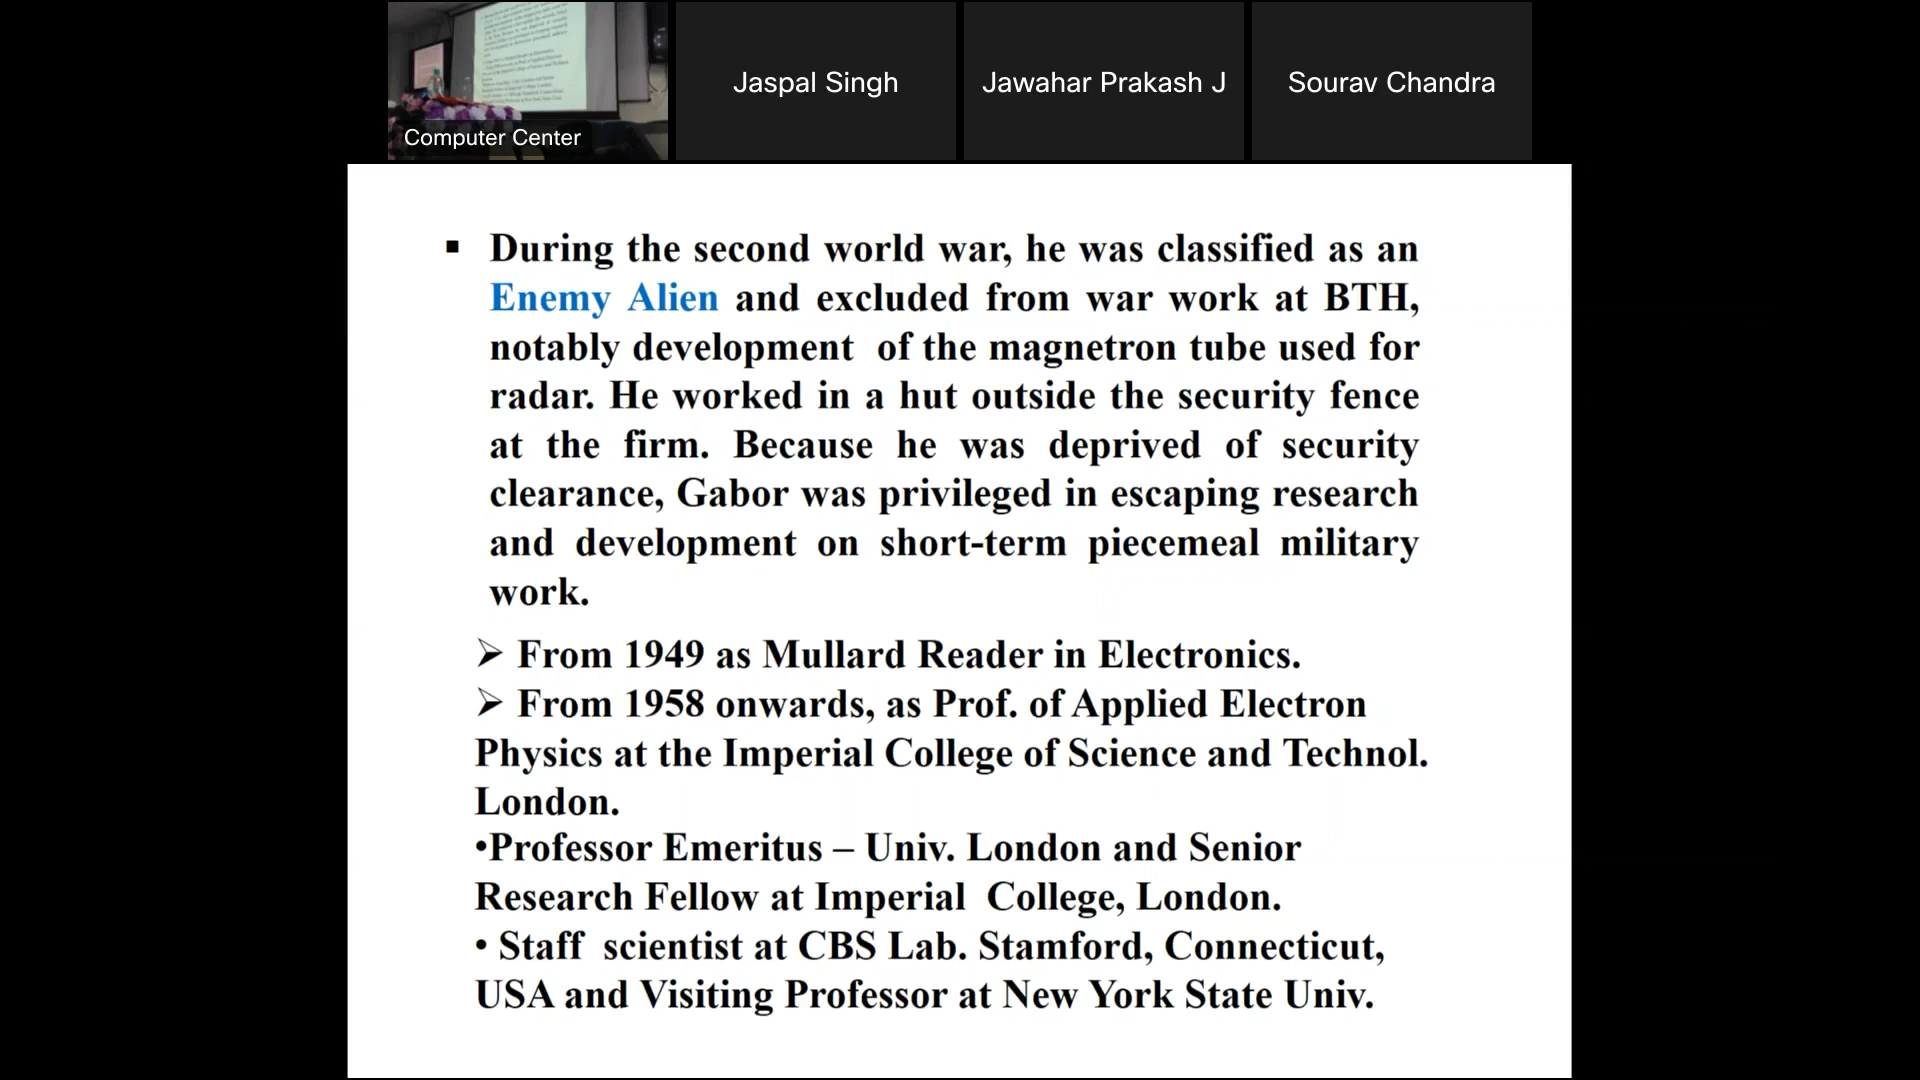 Jaspal Singh
Jawahar Prakash J
Sourav Chandra
Computer Center
▪ During the second world war, he was classified as an
Enemy Alien and excluded from war work at BTH,
notably development of the magnetron tube used for
radar. He worked in a hut outside the security fence
at the firm. Because he was deprived of security
clearance, Gabor was privileged in escaping research
and development on short-term piecemeal military
work.
➢ From 1949 as Mullard Reader in Electronics.
➢ From 1958 onwards, as Prof. of Applied Electron
Physics at the Imperial College of Science and Technol.
London.
•Professor Emeritus – Univ. London and Senior
Research Fellow at Imperial College, London.
• Staff scientist at CBS Lab. Stamford, Connecticut,
USA and Visiting Professor at New York State Univ.